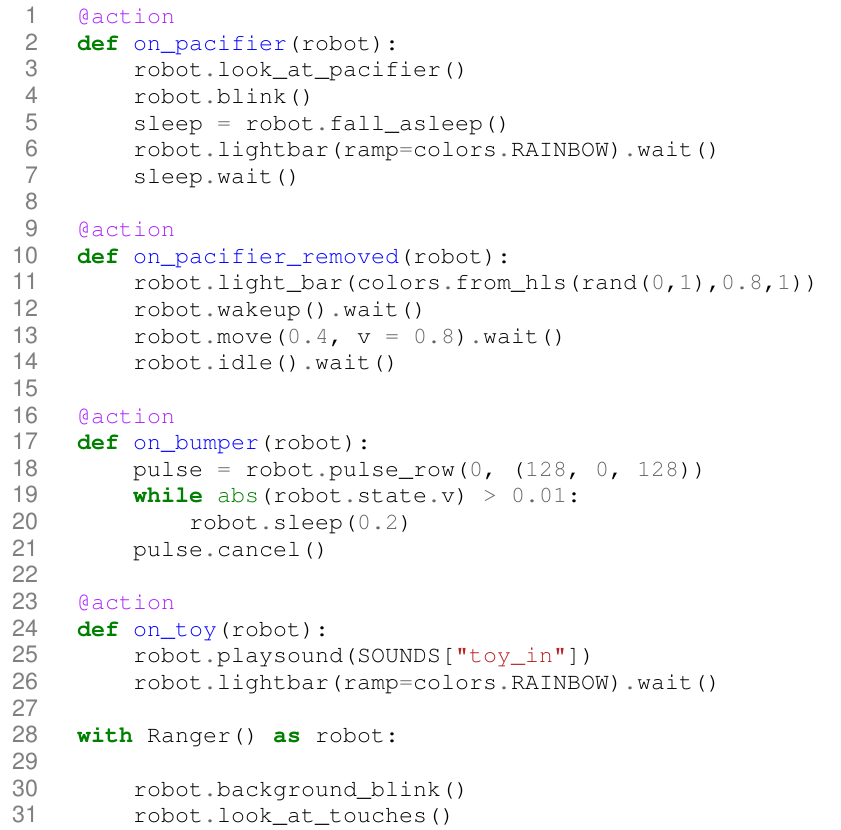 1 @action
2 def on_pacifier(robot):
3     robot.look_at_pacifier()
4     robot.blink()
5     sleep = robot.fall_asleep()
6     robot.lightbar(ramp=colors.RAINBOW).wait()
7     sleep.wait()
8
9 @action
10 def on_pacifier_removed(robot):
11     robot.light_bar(colors.from_hls(rand(0,1),0.8,1))
12     robot.wakeup().wait()
13     robot.move(0.4, v = 0.8).wait()
14     robot.idle().wait()
15
16 @action
17 def on_bumper(robot):
18     pulse = robot.pulse_row(0, (128, 0, 128))
19     while abs(robot.state.v) > 0.01:
20         robot.sleep(0.2)
21     pulse.cancel()
22
23 @action
24 def on_toy(robot):
25     robot.playsound(SOUNDS["toy_in"])
26     robot.lightbar(ramp=colors.RAINBOW).wait()
27
28 with Ranger() as robot:
29
30     robot.background_blink()
31     robot.look_at_touches()